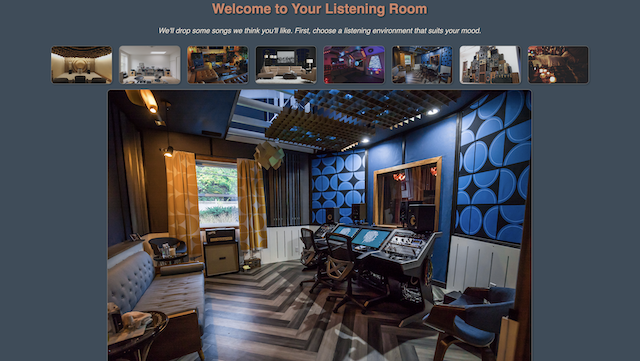 Welcome to Your Listening Room
We'll drop some songs we think you'll like. First, choose a listening environment that suits your mood.